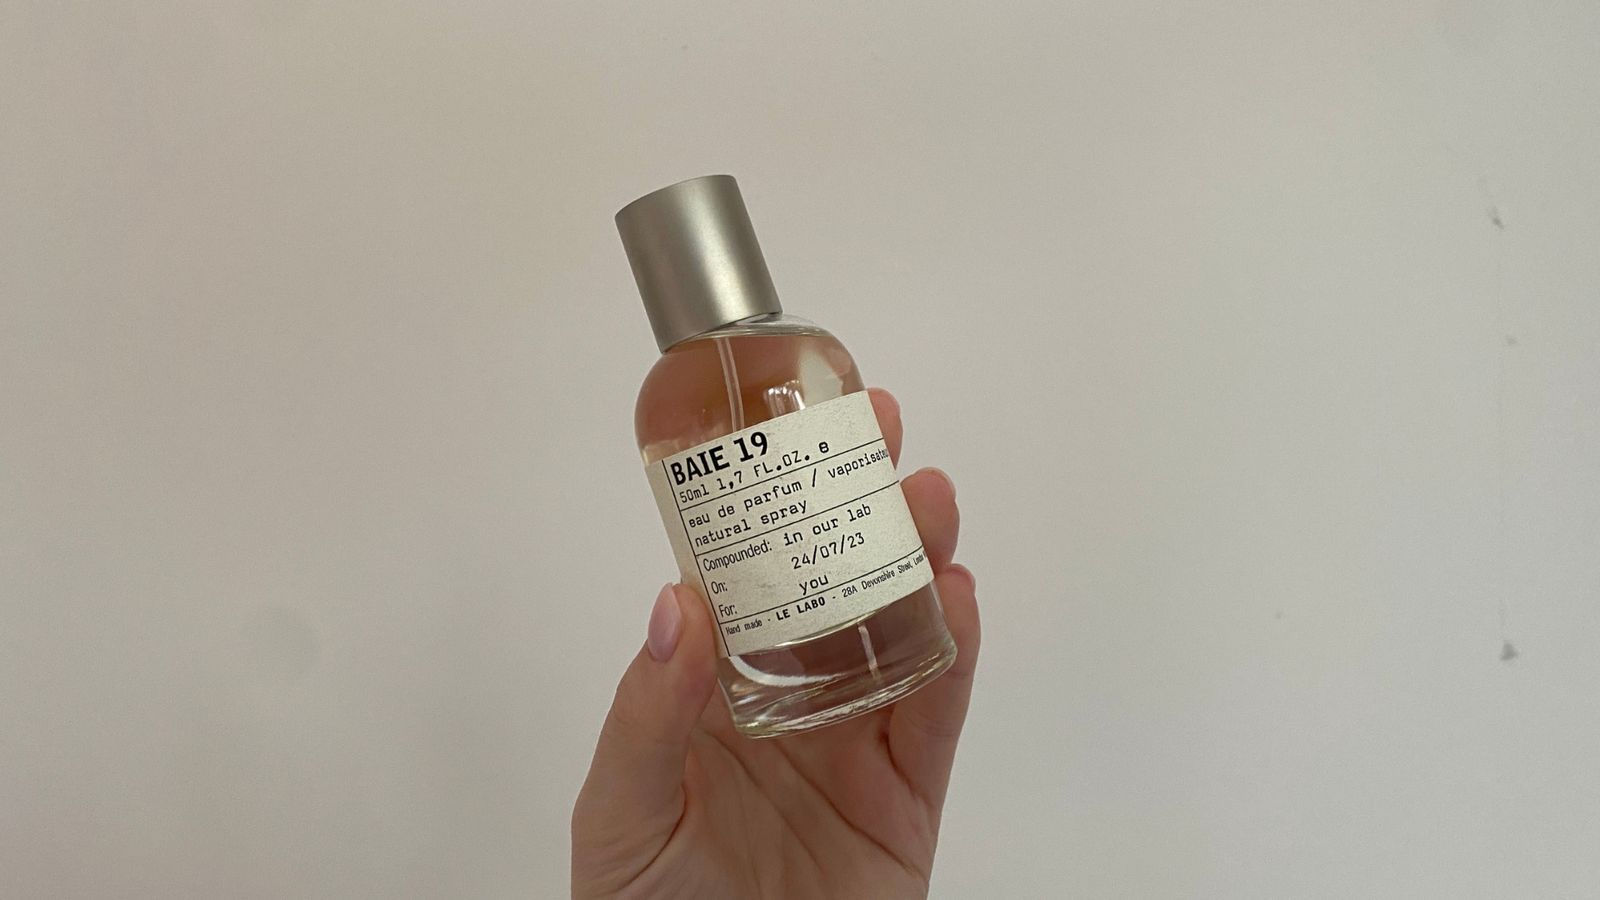 BAIE 19
50ml 1,7 FL.OZ. e
eau de parfum / vaporisateur
natural spray
Compounded: in our lab
On: 24/07/23
For: you
Hand made - LE LABO - 28A Devonshire Street,